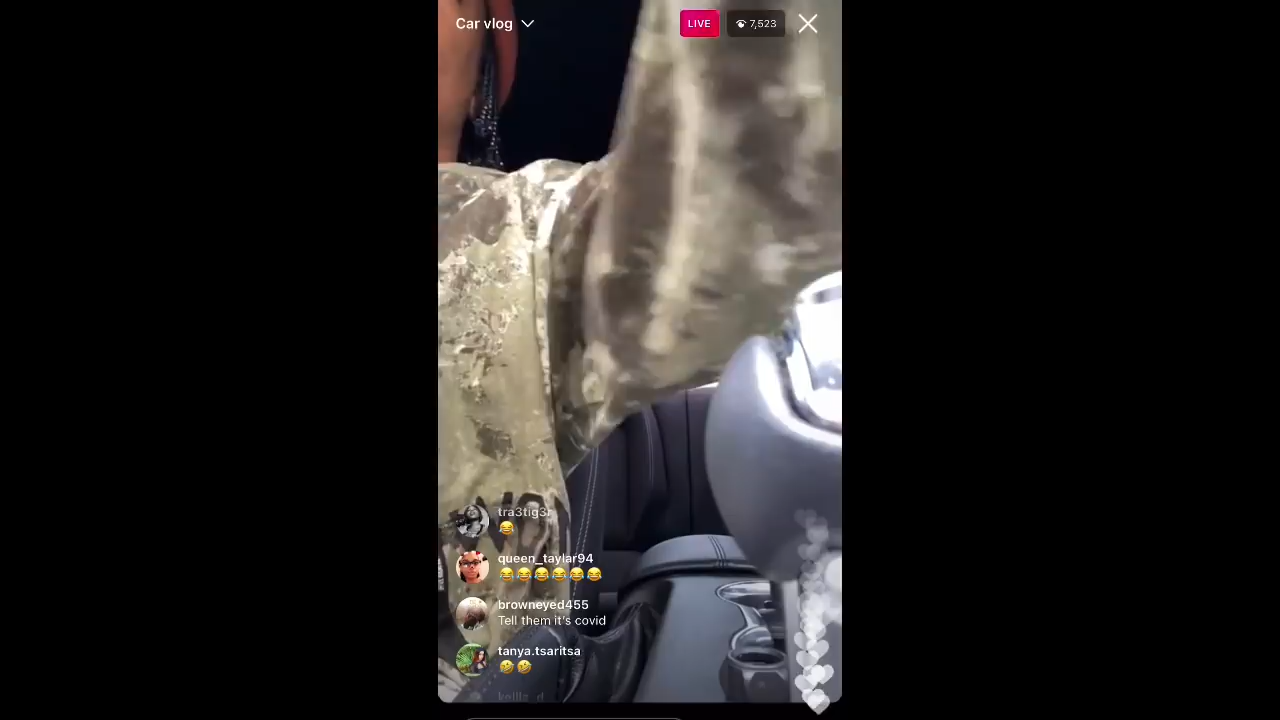 Car vlog
LIVE
7,523
tra3tig3r
😂
queen_taylar94
😂😂😂😂😂😂
browneyed455
Tell them it's covid
tanya.tsaritsa
🤣🤣